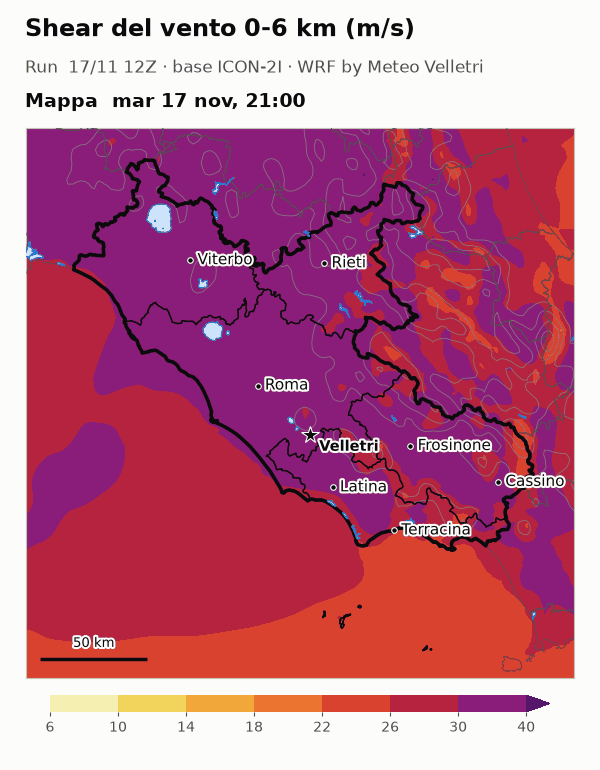 Shear del vento 0-6 km (m/s)
Run  17/11 12Z · base ICON-2I · WRF by Meteo Velletri
Mappa  mar 17 nov, 21:00
Viterbo
Rieti
Roma
Velletri
Frosinone
Cassino
Latina
Terracina
50 km
6 10 14 18 22 26 30 40